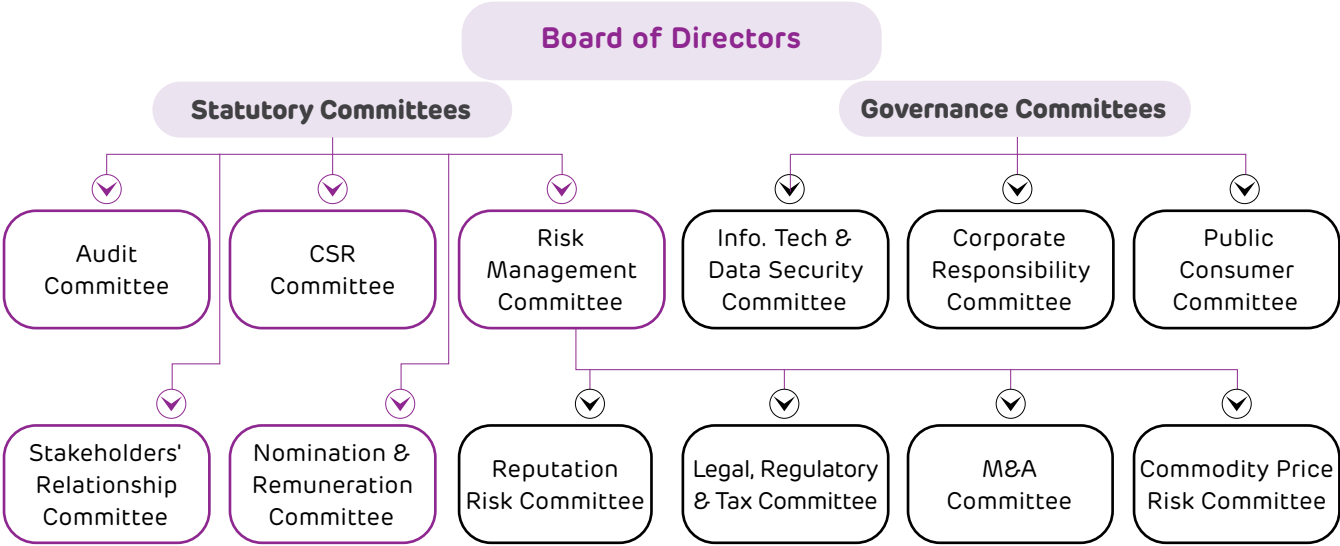 Board of Directors
Statutory Committees
Governance Committees
Audit
Committee
CSR
Committee
Risk
Management
Committee
Info. Tech &
Data Security
Committee
Corporate
Responsibility
Committee
Public
Consumer
Committee
Stakeholders'
Relationship
Committee
Nomination &
Remuneration
Committee
Reputation
Risk Committee
Legal, Regulatory
& Tax Committee
M&A
Committee
Commodity Price
Risk Committee